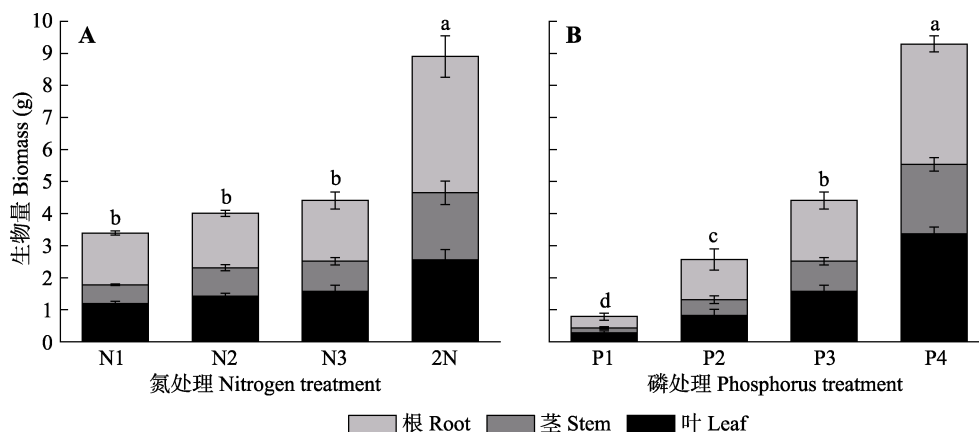 A
B
生物量 Biomass (g)
10
9
8
7
6
5
4
3
2
1
0
b
b
b
a
d
c
b
a
N1 N2 N3 2N
P1 P2 P3 P4
氮处理 Nitrogen treatment
磷处理 Phosphorus treatment
根 Root 茎 Stem 叶 Leaf